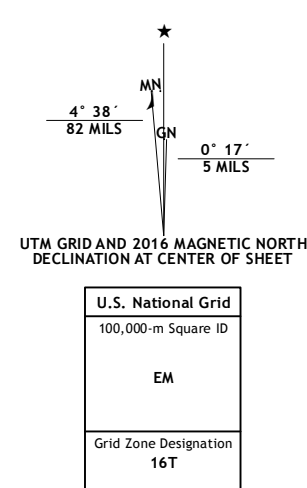 ★
MN
4° 38´
82 MILS
GN
0° 17´
5 MILS
UTM GRID AND 2016 MAGNETIC NORTH
DECLINATION AT CENTER OF SHEET
U.S. National Grid
100,000-m Square ID
EM
Grid Zone Designation
16T